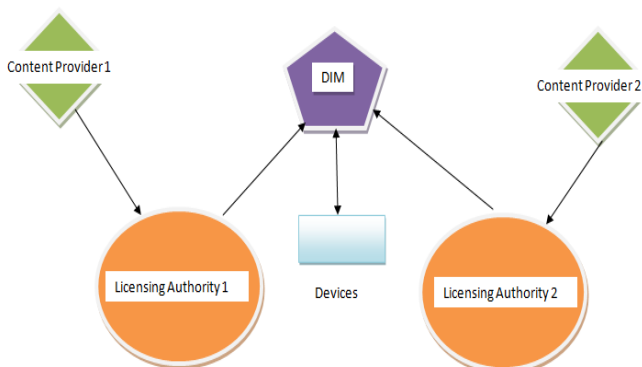 Content Provider 1
DIM
Content Provider 2
Licensing Authority 1
Devices
Licensing Authority 2